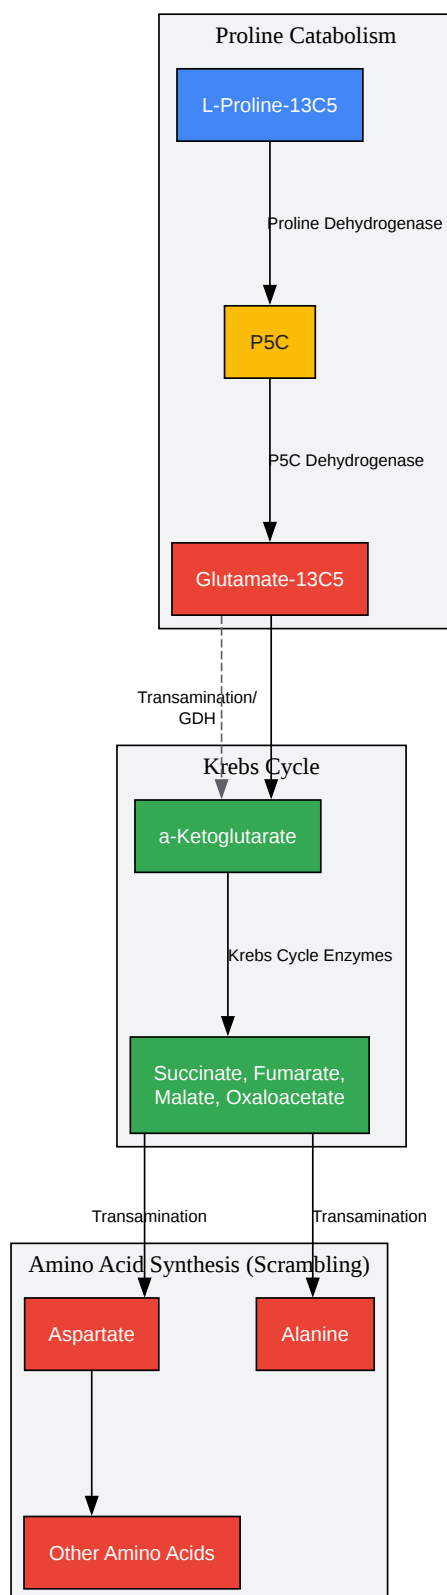 Proline Catabolism
L-Proline-13C5
Proline Dehydrogenase
P5C
P5C Dehydrogenase
Glutamate-13C5
Transamination/
GDH
Krebs Cycle
a-Ketoglutarate
Krebs Cycle Enzymes
Succinate, Fumarate,
Malate, Oxaloacetate
Transamination
Transamination
Amino Acid Synthesis (Scrambling)
Aspartate
Alanine
Other Amino Acids